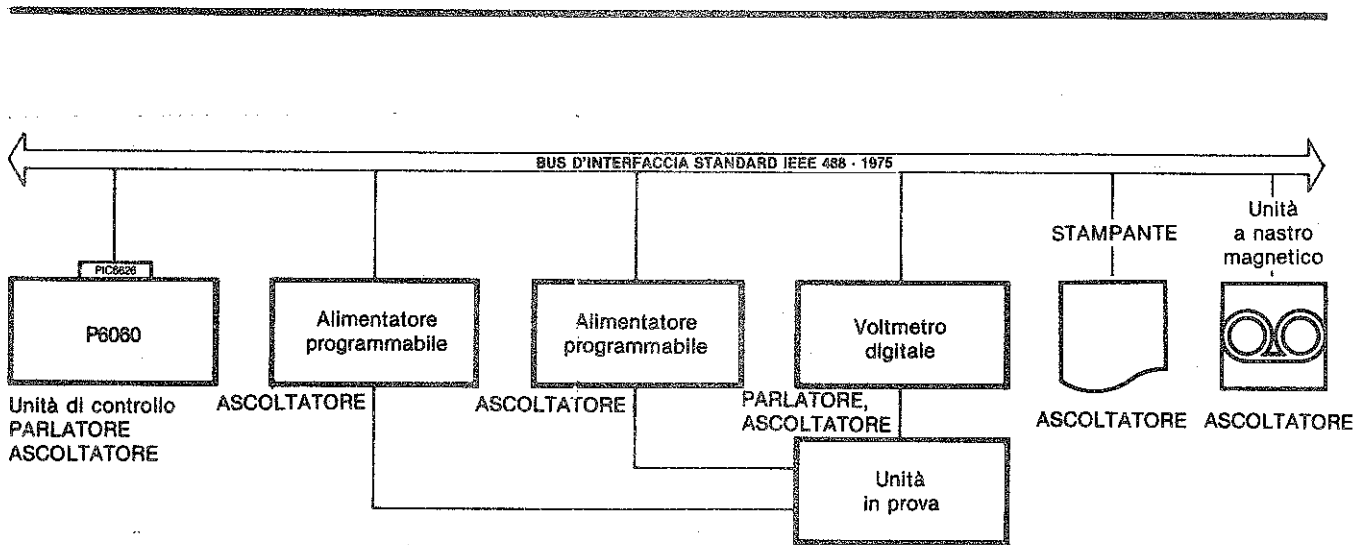 BUS D'INTERFACCIA STANDARD IEEE 488 - 1975
PIC6626
P6060
Unità di controllo
PARLATORE
ASCOLTATORE
Alimentatore
programmabile
ASCOLTATORE
Alimentatore
programmabile
ASCOLTATORE
Voltmetro
digitale
PARLATORE,
ASCOLTATORE
STAMPANTE
ASCOLTATORE
Unità
a nastro
magnetico
ASCOLTATORE
Unità
in prova